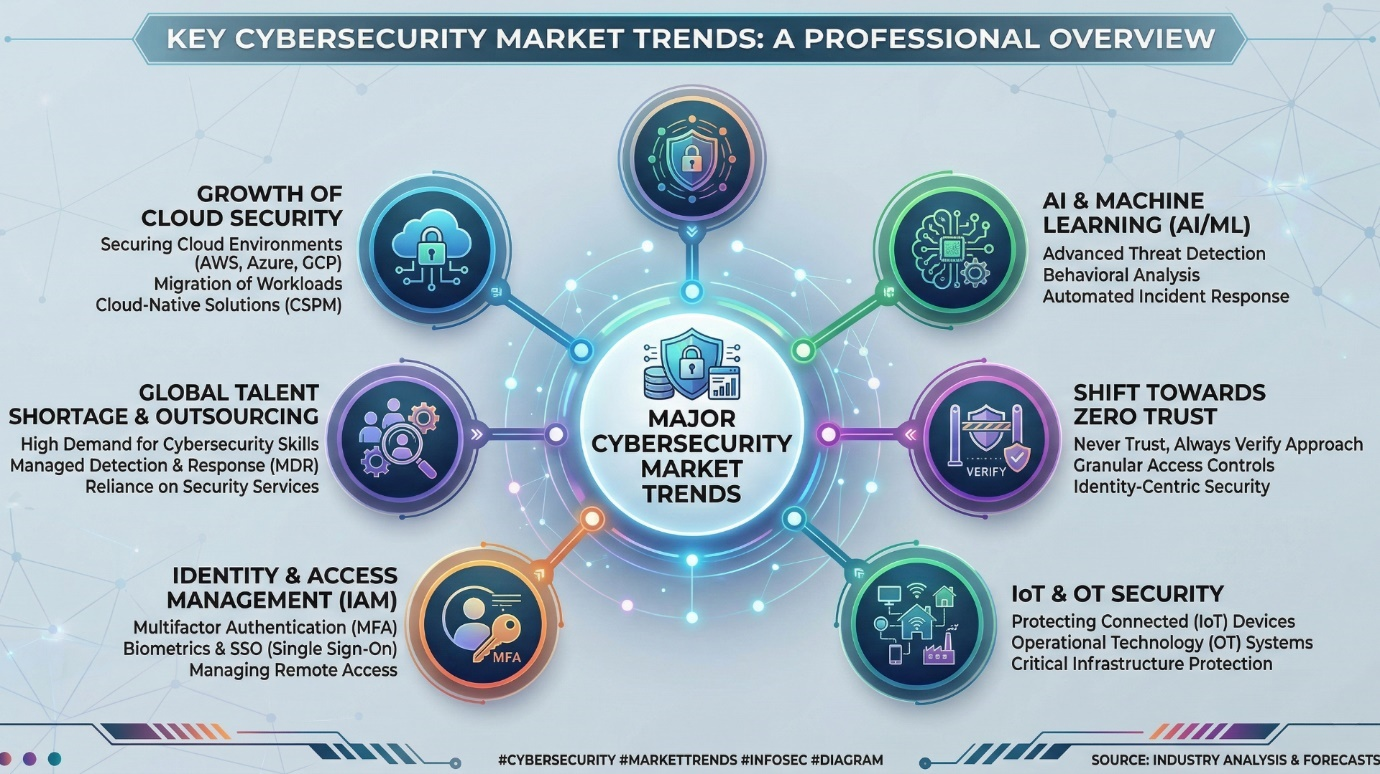 KEY CYBERSECURITY MARKET TRENDS: A PROFESSIONAL OVERVIEW
GROWTH OF
CLOUD SECURITY
Securing Cloud Environments
(AWS, Azure, GCP)
Migration of Workloads
Cloud-Native Solutions (CSPM)
AI & MACHINE
LEARNING (AI/ML)
Advanced Threat Detection
Behavioral Analysis
Automated Incident Response
GLOBAL TALENT
SHORTAGE & OUTSOURCING
High Demand for Cybersecurity Skills
Managed Detection & Response (MDR)
Reliance on Security Services
MAJOR
CYBERSECURITY
MARKET
TRENDS
VERIFY
SHIFT TOWARDS
ZERO TRUST
Never Trust, Always Verify Approach
Granular Access Controls
Identity-Centric Security
IDENTITY & ACCESS
MANAGEMENT (IAM)
Multifactor Authentication (MFA)
Biometrics & SSO (Single Sign-On)
Managing Remote Access
MFA
IoT & OT SECURITY
Protecting Connected (IoT) Devices
Operational Technology (OT) Systems
Critical Infrastructure Protection
#CYBERSECURITY #MARKETTRENDS #INFOSEC #DIAGRAM
SOURCE: INDUSTRY ANALYSIS & FORECASTS